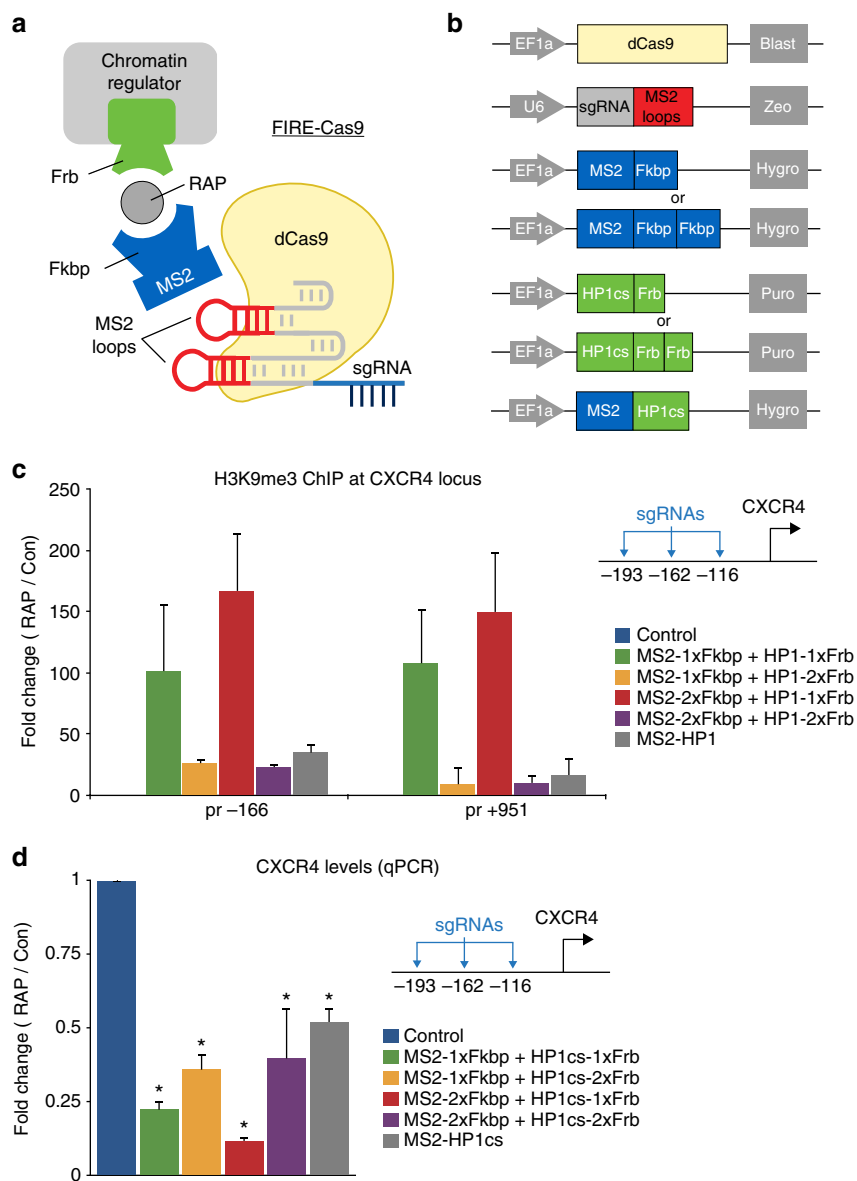 a
Chromatin
regulator
FIRE-Cas9
Frb
RAP
dCas9
Fkbp
MS2
MS2
loops
sgRNA
b
EF1a dCas9 Blast
U6 sgRNA MS2 loops Zeo
EF1a MS2 Fkbp Hygro
or
EF1a MS2 Fkbp Fkbp Hygro
EF1a HP1cs Frb Puro
or
EF1a HP1cs Frb Frb Puro
EF1a MS2 HP1cs Hygro
c
H3K9me3 ChIP at CXCR4 locus
Fold change ( RAP / Con)
250
200
150
100
50
0
pr –166
pr +951
sgRNAs
CXCR4
–193 –162 –116
Control
MS2-1xFkbp + HP1-1xFrb
MS2-1xFkbp + HP1-2xFrb
MS2-2xFkbp + HP1-1xFrb
MS2-2xFkbp + HP1-2xFrb
MS2-HP1
d
CXCR4 levels (qPCR)
Fold change ( RAP / Con)
1
0.75
0.5
0.25
0
* * * * *
sgRNAs
CXCR4
–193 –162 –116
Control
MS2-1xFkbp + HP1cs-1xFrb
MS2-1xFkbp + HP1cs-2xFrb
MS2-2xFkbp + HP1cs-1xFrb
MS2-2xFkbp + HP1cs-2xFrb
MS2-HP1cs